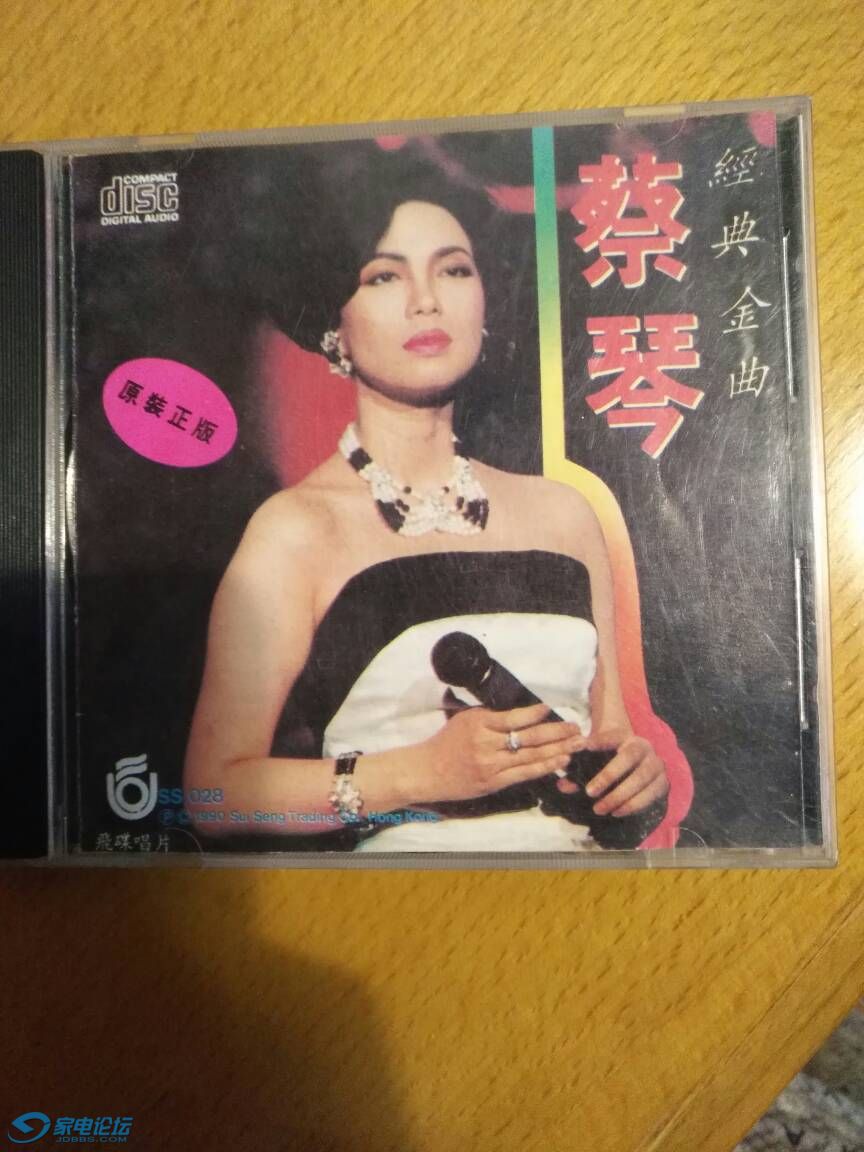 COMPACT
disc
DIGITAL AUDIO
蔡琴
經典金曲
原裝正版
SS 028
℗ © 1990 Sui Seng Trading Co., Hong Kong
飛碟唱片
家电论坛
JDBBS.COM